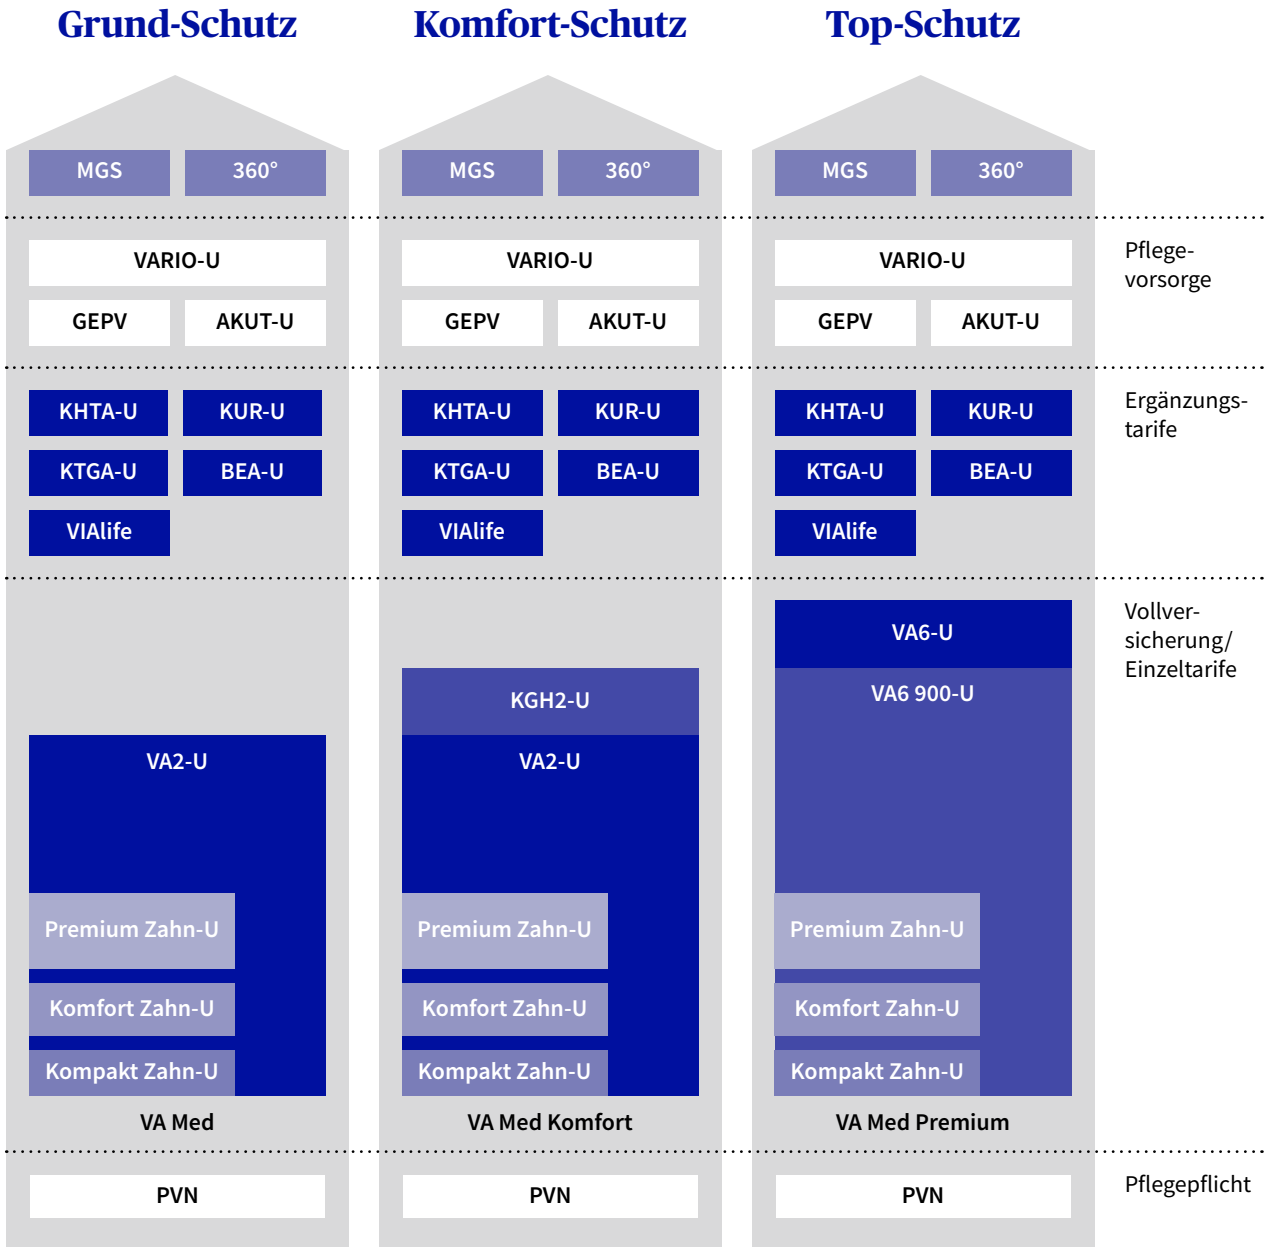 Grund-Schutz Komfort-Schutz Top-Schutz
MGS 360° MGS 360° MGS 360°
VARIO-U VARIO-U VARIO-U
Pflege-
vorsorge
GEPV AKUT-U GEPV AKUT-U GEPV AKUT-U
KHTA-U KUR-U KHTA-U KUR-U KHTA-U KUR-U
Ergänzungs-
tarife
KTGA-U BEA-U KTGA-U BEA-U KTGA-U BEA-U
VIAlife VIAlife VIAlife
Vollver-
sicherung/
Einzeltarife
VA6-U
KGH2-U VA6 900-U
VA2-U VA2-U
Premium Zahn-U Premium Zahn-U Premium Zahn-U
Komfort Zahn-U Komfort Zahn-U Komfort Zahn-U
Kompakt Zahn-U Kompakt Zahn-U Kompakt Zahn-U
VA Med VA Med Komfort VA Med Premium
PVN PVN PVN Pflegepflicht